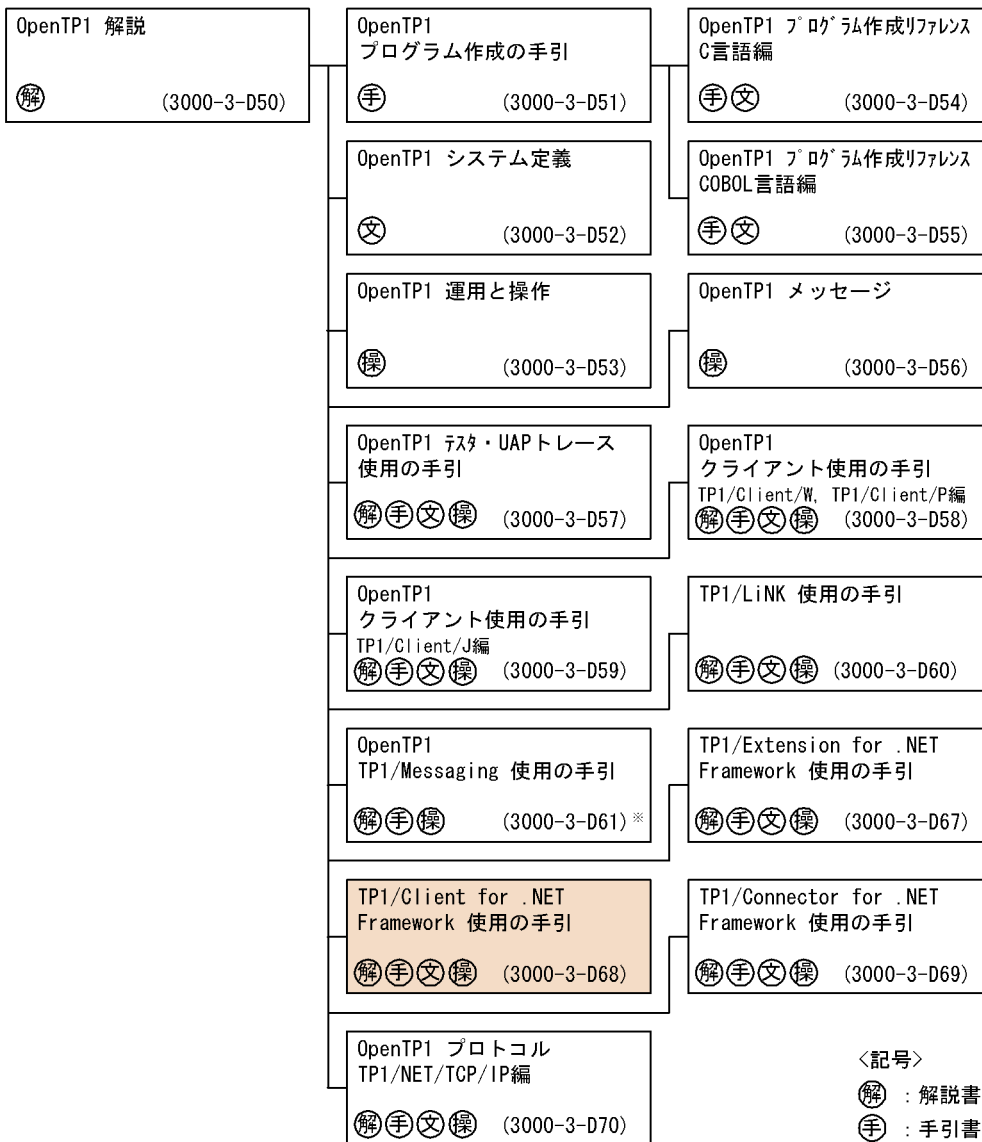 OpenTP1 解説
解 (3000-3-D50)
OpenTP1
プログラム作成の手引
手 (3000-3-D51)
OpenTP1 プログラム作成リファレンス
C言語編
手文 (3000-3-D54)
OpenTP1 システム定義
文 (3000-3-D52)
OpenTP1 プログラム作成リファレンス
COBOL言語編
手文 (3000-3-D55)
OpenTP1 運用と操作
操 (3000-3-D53)
OpenTP1 メッセージ
操 (3000-3-D56)
OpenTP1 テスタ・UAPトレース
使用の手引
解手文操 (3000-3-D57)
OpenTP1
クライアント使用の手引
TP1/Client/W, TP1/Client/P編
解手文操 (3000-3-D58)
OpenTP1
クライアント使用の手引
TP1/Client/J編
解手文操 (3000-3-D59)
TP1/LiNK 使用の手引
解手文操 (3000-3-D60)
OpenTP1
TP1/Messaging 使用の手引
解手操 (3000-3-D61)※
TP1/Extension for .NET
Framework 使用の手引
解手文操 (3000-3-D67)
TP1/Client for .NET
Framework 使用の手引
解手文操 (3000-3-D68)
TP1/Connector for .NET
Framework 使用の手引
解手文操 (3000-3-D69)
OpenTP1 プロトコル
TP1/NET/TCP/IP編
解手文操 (3000-3-D70)
〈記号〉
解 : 解説書
手 : 手引書